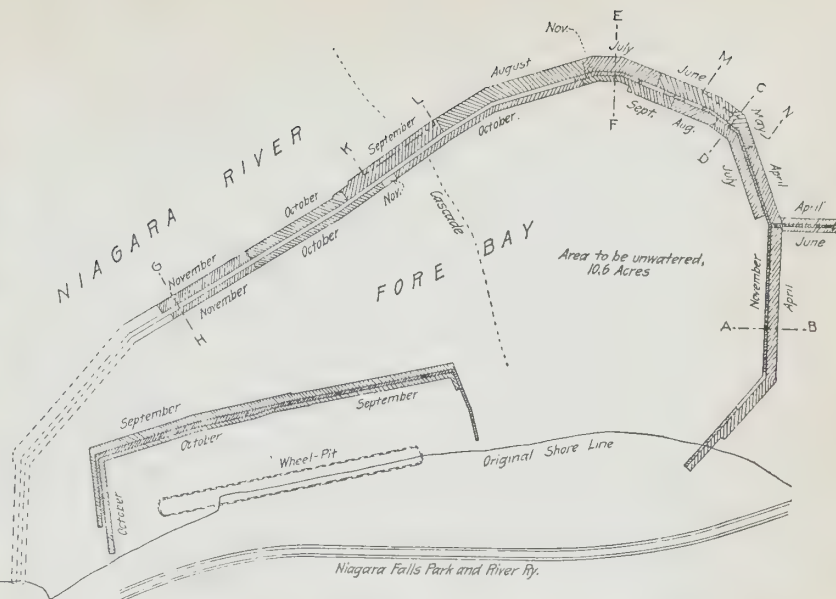 E
Nov.
July
M
August
June
C
L
Sept.
Aug.
May
N
September
October.
F
D
K
July
April
NIAGARA RIVER
October
Nov.
Cascade
April
October
June
FORE BAY
Area to be unwatered,
10.6 Acres
G
November
November
November
April
H
A
B
September
September
October
Wheel-Pit
Original Shore Line
October
Niagara Falls Park and River Ry.